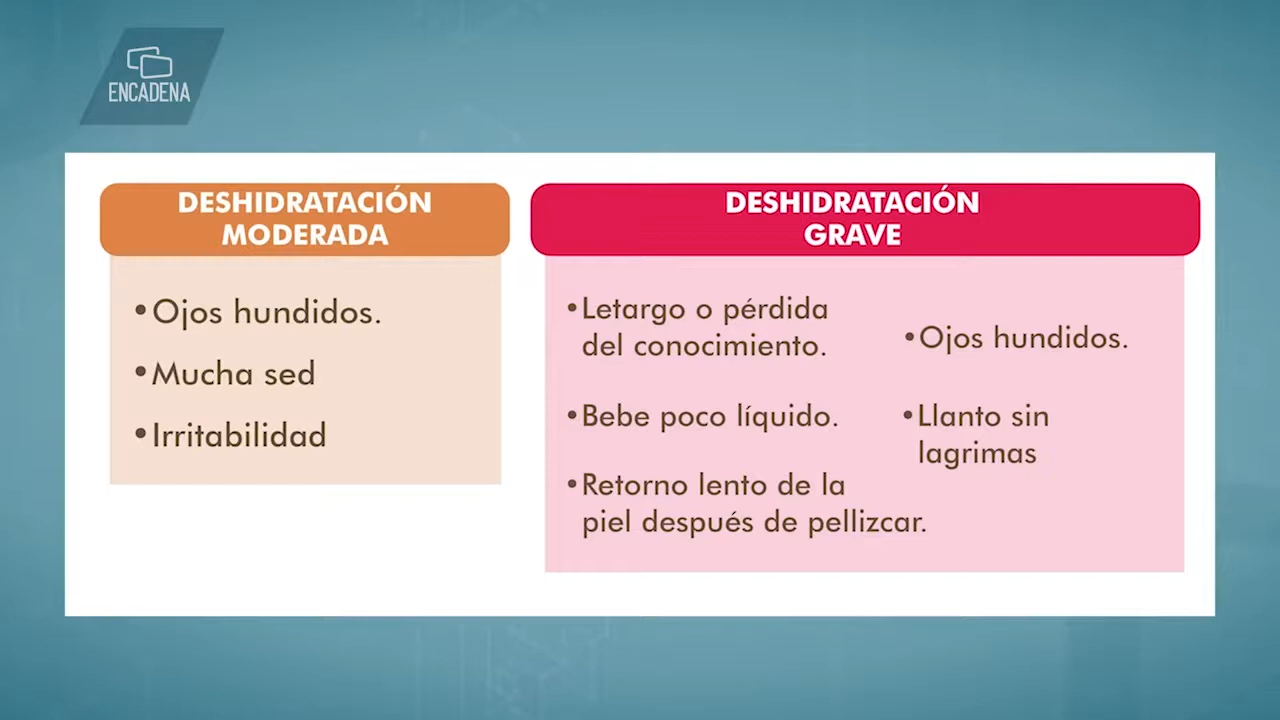 ENCADENA
DESHIDRATACIÓN
MODERADA
•Ojos hundidos.
•Mucha sed
•Irritabilidad
DESHIDRATACIÓN
GRAVE
•Letargo o pérdida
del conocimiento.
•Bebe poco líquido.
•Retorno lento de la
piel después de pellizcar.
•Ojos hundidos.
•Llanto sin
lagrimas